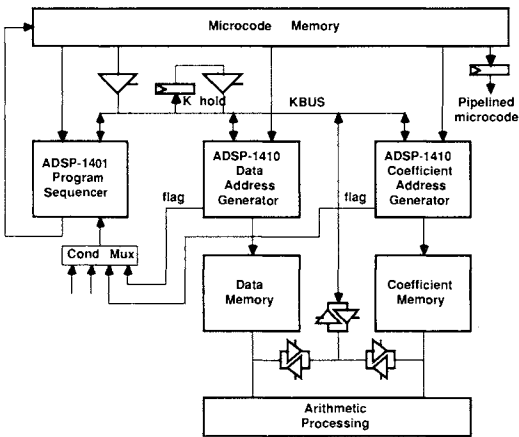 Microcode Memory
K hold
KBUS
Pipelined
microcode
ADSP-1401
Program
Sequencer
flag
ADSP-1410
Data
Address
Generator
flag
ADSP-1410
Coefficient
Address
Generator
Cond Mux
Data
Memory
Coefficient
Memory
Arithmetic
Processing